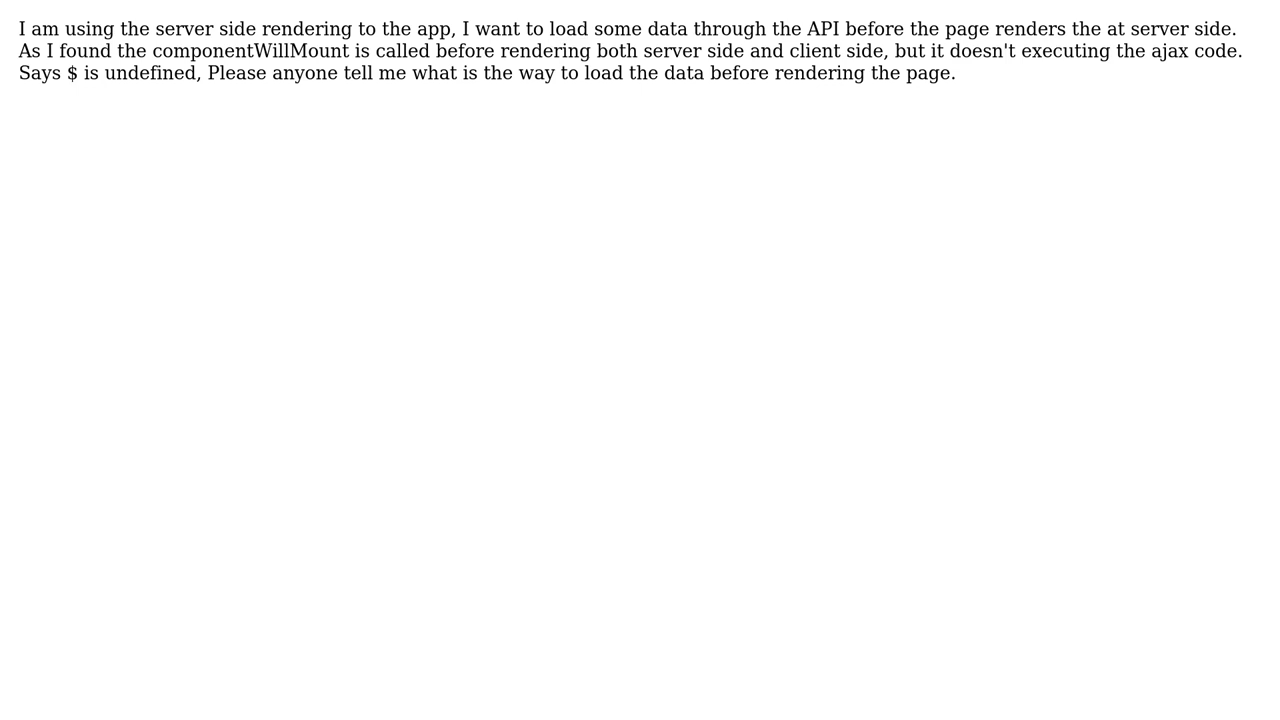 I am using the server side rendering to the app, I want to load some data through the API before the page renders the at server side.
As I found the componentWillMount is called before rendering both server side and client side, but it doesn't executing the ajax code.
Says $ is undefined, Please anyone tell me what is the way to load the data before rendering the page.